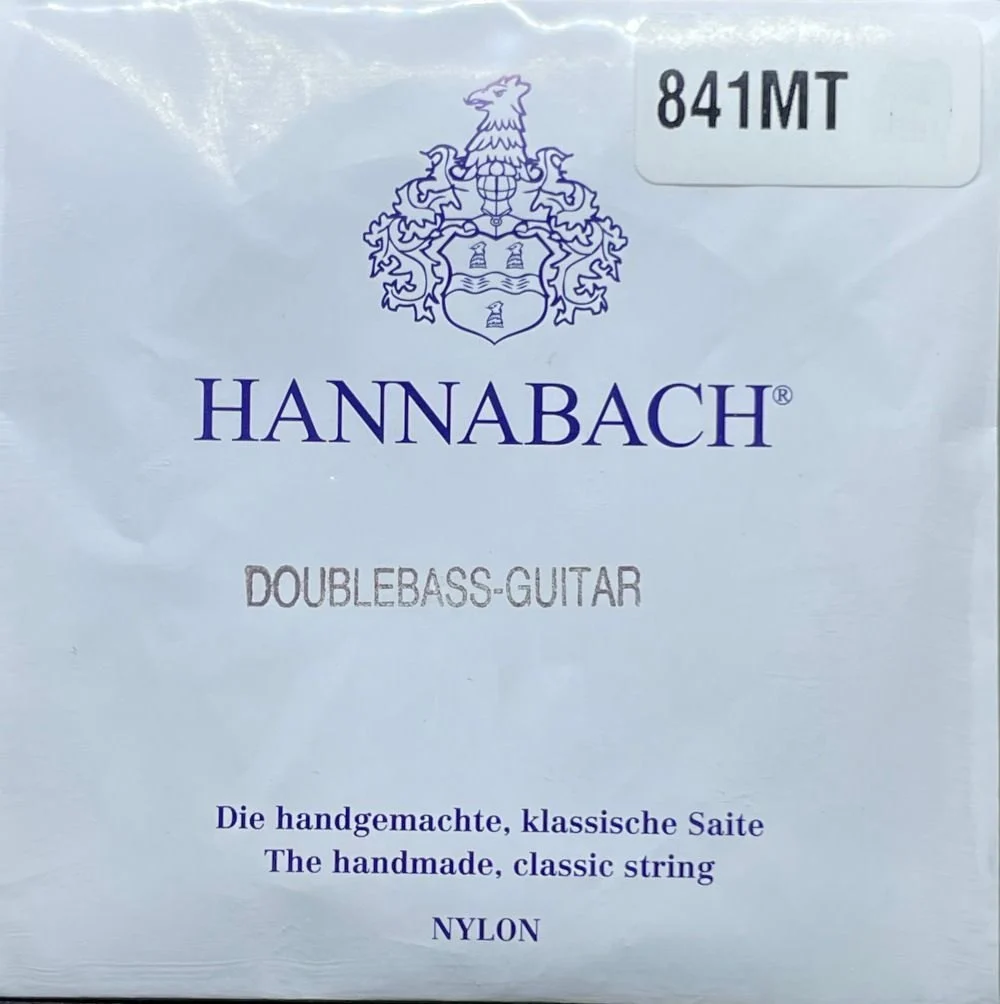 841MT
HANNABACH®
DOUBLEBASS-GUITAR
Die handgemachte, klassische Saite
The handmade, classic string
NYLON